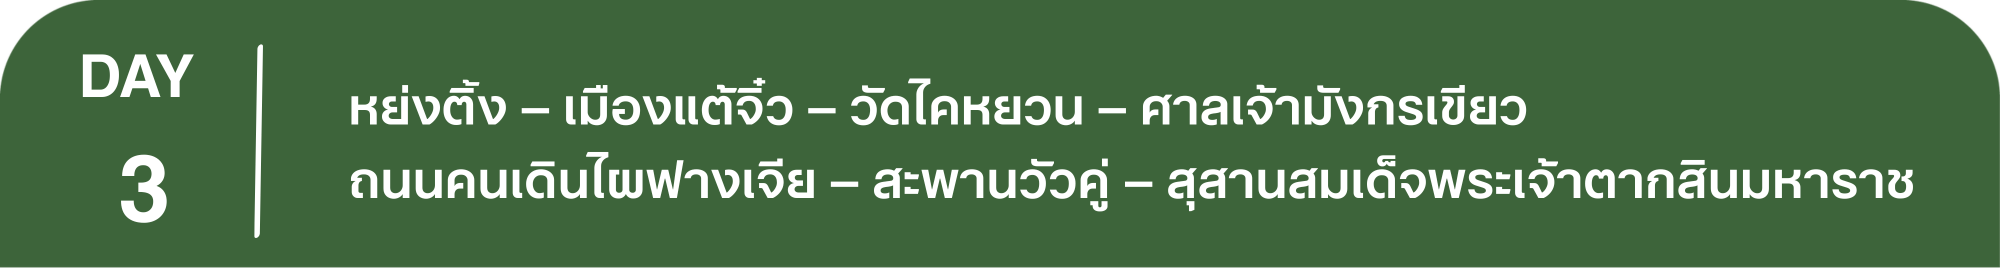 DAY
3
หย่งติ้ง – เมืองแต้จิ๋ว – วัดไคหยวน – ศาลเจ้ามังกรเขียว
ถนนคนเดินไผฟางเจีย – สะพานวัวคู่ – สุสานสมเด็จพระเจ้าตากสินมหาราช